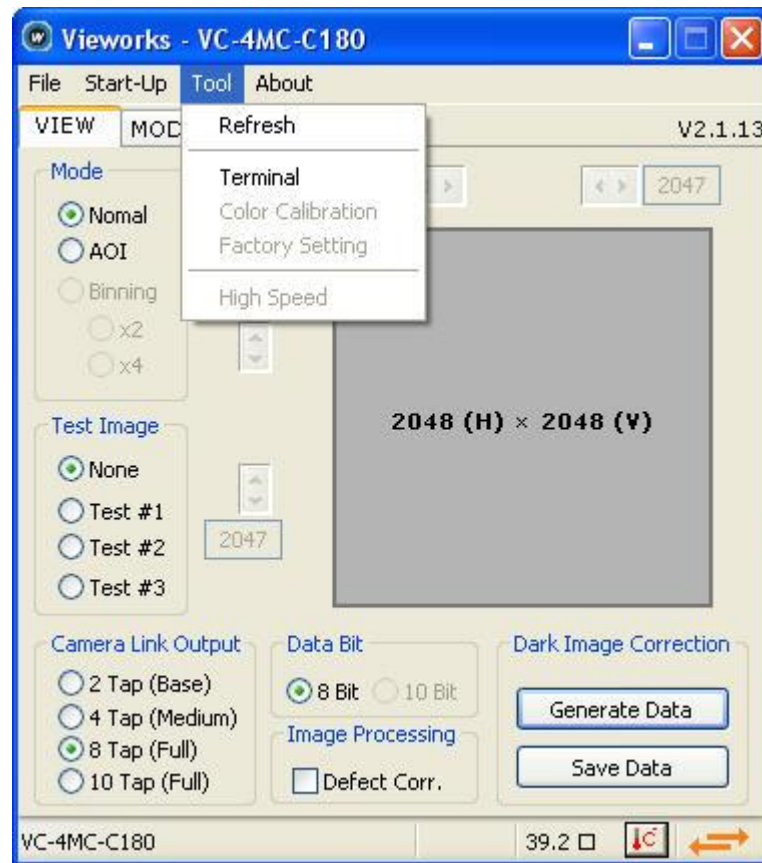 Vieworks - VC-4MC-C180
File Start-Up Tool About
VIEW MOD V2.1.13
Refresh
Terminal
Color Calibration
Factory Setting
High Speed
2047
Mode
Nomal
AOI
Binning
x2
x4
2048 (H) × 2048 (V)
Test Image
None
Test #1
Test #2
Test #3
2047
Camera Link Output
2 Tap (Base)
4 Tap (Medium)
8 Tap (Full)
10 Tap (Full)
Data Bit
8 Bit 10 Bit
Image Processing
Defect Corr.
Dark Image Correction
Generate Data
Save Data
VC-4MC-C180 39.2 □ C